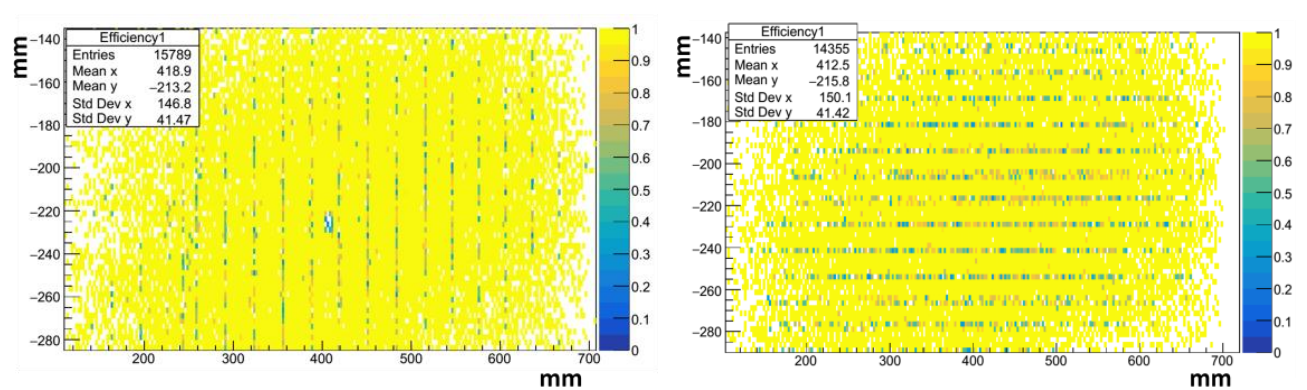 Efficiency1
Entries 15789
Mean x 418.9
Mean y −213.2
Std Dev x 146.8
Std Dev y 41.47
mm
−140
−160
−180
−200
−220
−240
−260
−280
200 300 400 500 600 700
mm
1
0.9
0.8
0.7
0.6
0.5
0.4
0.3
0.2
0.1
0
Efficiency1
Entries 14355
Mean x 412.5
Mean y −215.8
Std Dev x 150.1
Std Dev y 41.42
mm
−140
−160
−180
−200
−220
−240
−260
−280
200 300 400 500 600 700
mm
1
0.9
0.8
0.7
0.6
0.5
0.4
0.3
0.2
0.1
0